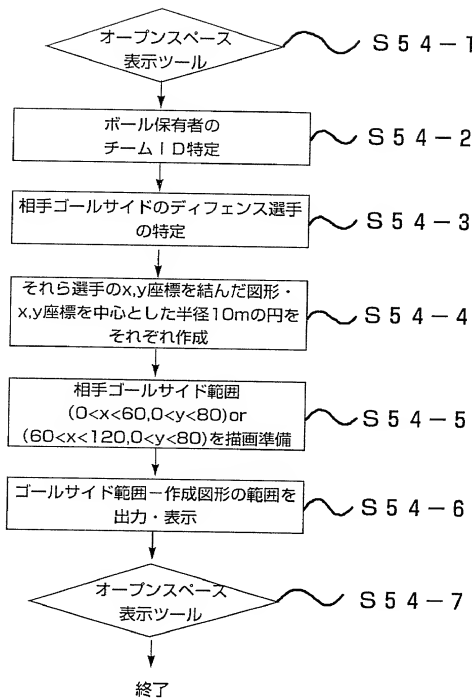 オープンスペース
表示ツール
S54-1
ボール保有者の
チームID特定
S54-2
相手ゴールサイドのディフェンス選手
の特定
S54-3
それら選手のx,y座標を結んだ図形・
x,y座標を中心とした半径10mの円を
それぞれ作成
S54-4
相手ゴールサイド範囲
(0<x<60,0<y<80)or
(60<x<120,0<y<80)を描画準備
S54-5
ゴールサイド範囲－作成図形の範囲を
出力・表示
S54-6
オープンスペース
表示ツール
S54-7
終了